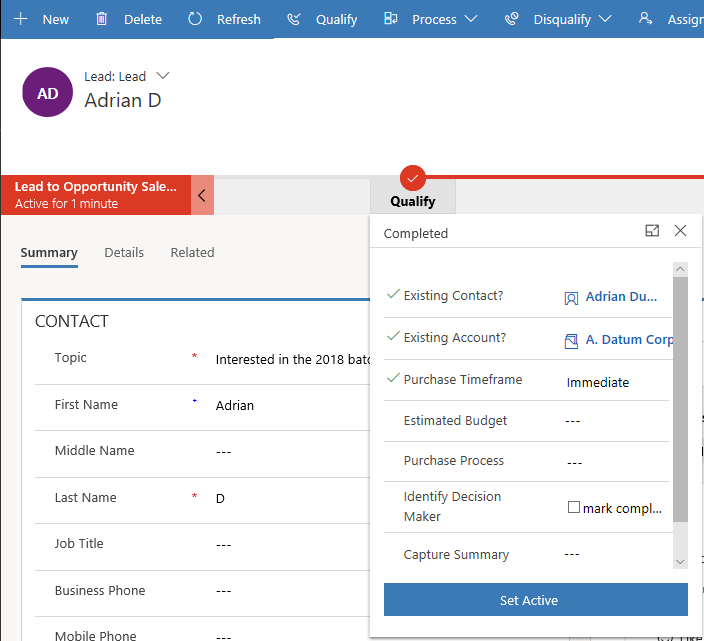 New Delete Refresh Qualify Process Disqualify Assign
AD
Lead: Lead
Adrian D
Lead to Opportunity Sale...
Active for 1 minute
Qualify
Summary Details Related
Completed
CONTACT
Topic * Interested in the 2018 batc
First Name + Adrian
Middle Name ---
Last Name * D
Job Title ---
Business Phone ---
Mobile Phone ---
Existing Contact? Adrian Du...
Existing Account? A. Datum Corp
Purchase Timeframe Immediate
Estimated Budget ---
Purchase Process ---
Identify Decision
Maker mark compl...
Capture Summary ---
Set Active